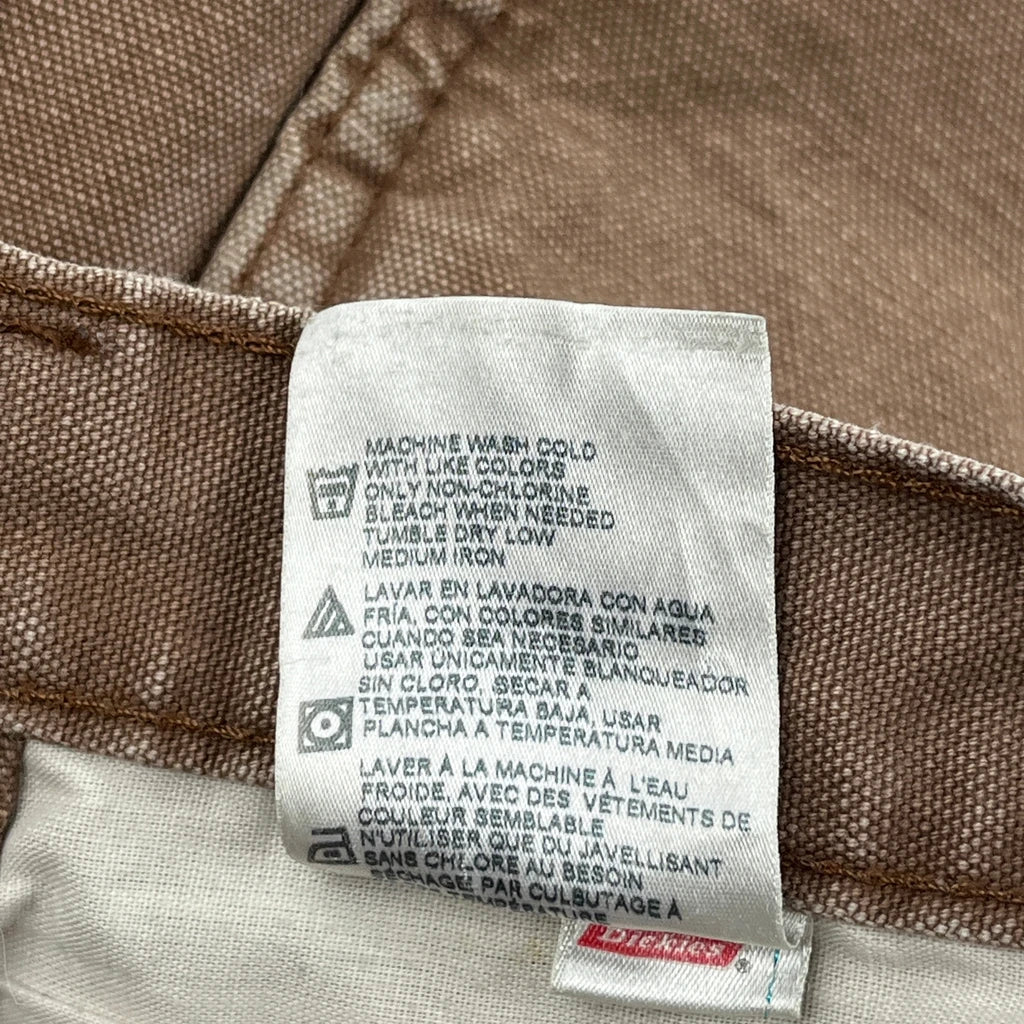 MACHINE WASH COLD
WITH LIKE COLORS
ONLY NON-CHLORINE
BLEACH WHEN NEEDED
TUMBLE DRY LOW
MEDIUM IRON
LAVAR EN LAVADORA CON AGUA
FRÍA, CON COLORES SIMILARES
CUANDO SEA NECESARIO
USAR ÚNICAMENTE BLANQUEADOR
SIN CLORO, SECAR A
TEMPERATURA BAJA, USAR
PLANCHA A TEMPERATURA MEDIA
LAVER À LA MACHINE À L'EAU
FROIDE, AVEC DES VÊTEMENTS DE
COULEUR SEMBLABLE
N'UTILISER QUE DU JAVELLISANT
SANS CHLORE AU BESOIN
SÉCHAGE: PAR CULBUTAGE À
TEMPÉRATURE
Dickies®